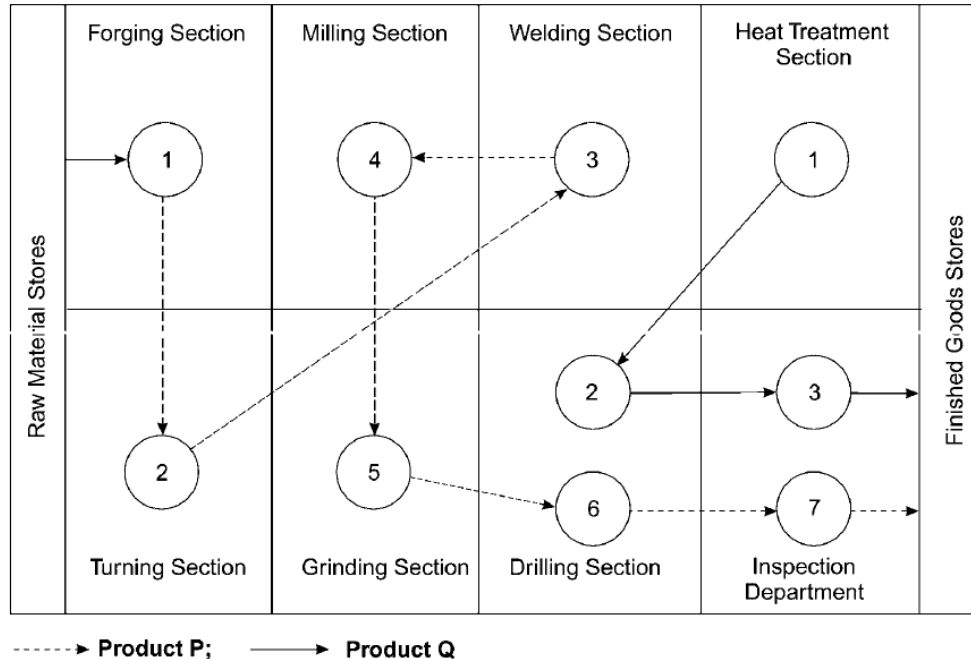 Forging Section
Milling Section
Welding Section
Heat Treatment
Section
1
4
3
1
Raw Material Stores
Finished Goods Stores
2
3
2
5
6
7
Turning Section
Grinding Section
Drilling Section
Inspection
Department
Product P;
Product Q